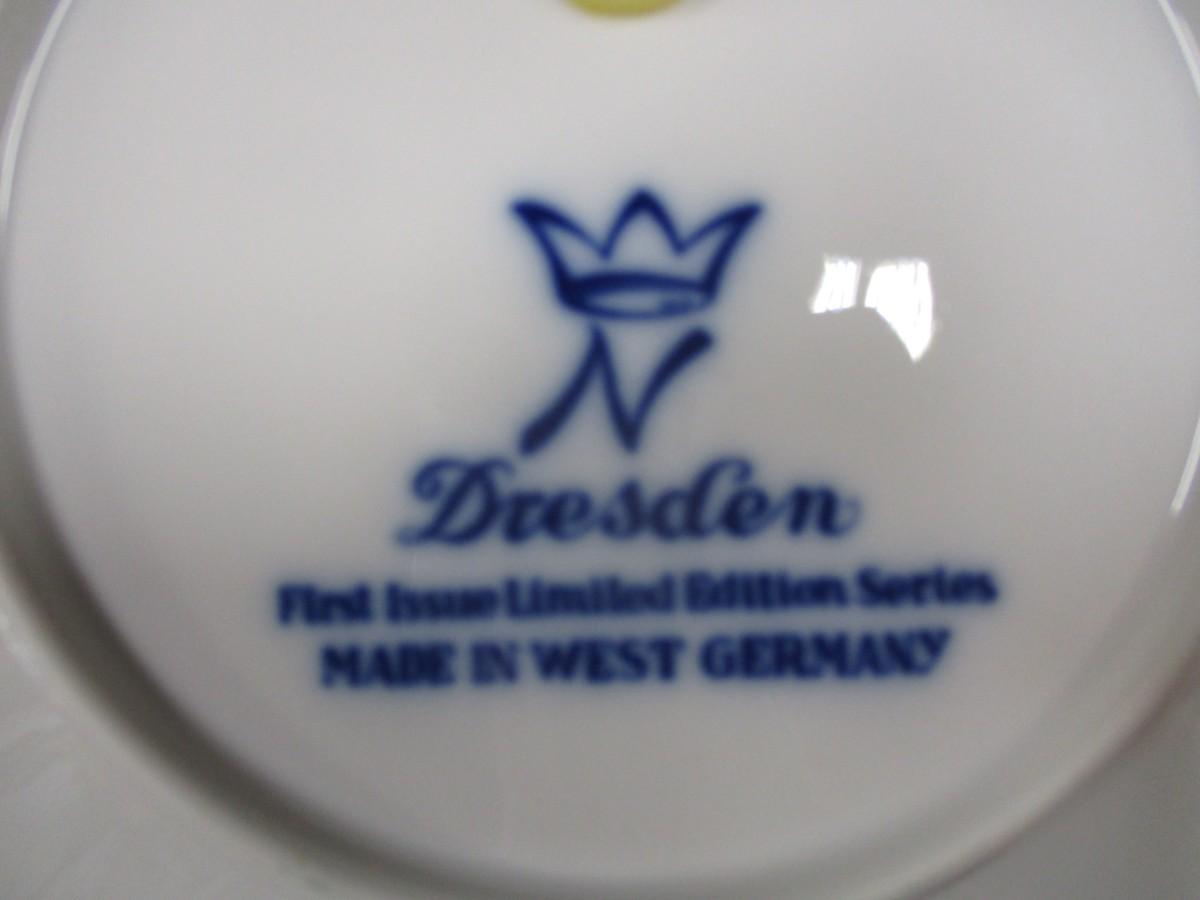 N
Dresden
First Issue Limited Edition Series
MADE IN WEST GERMANY